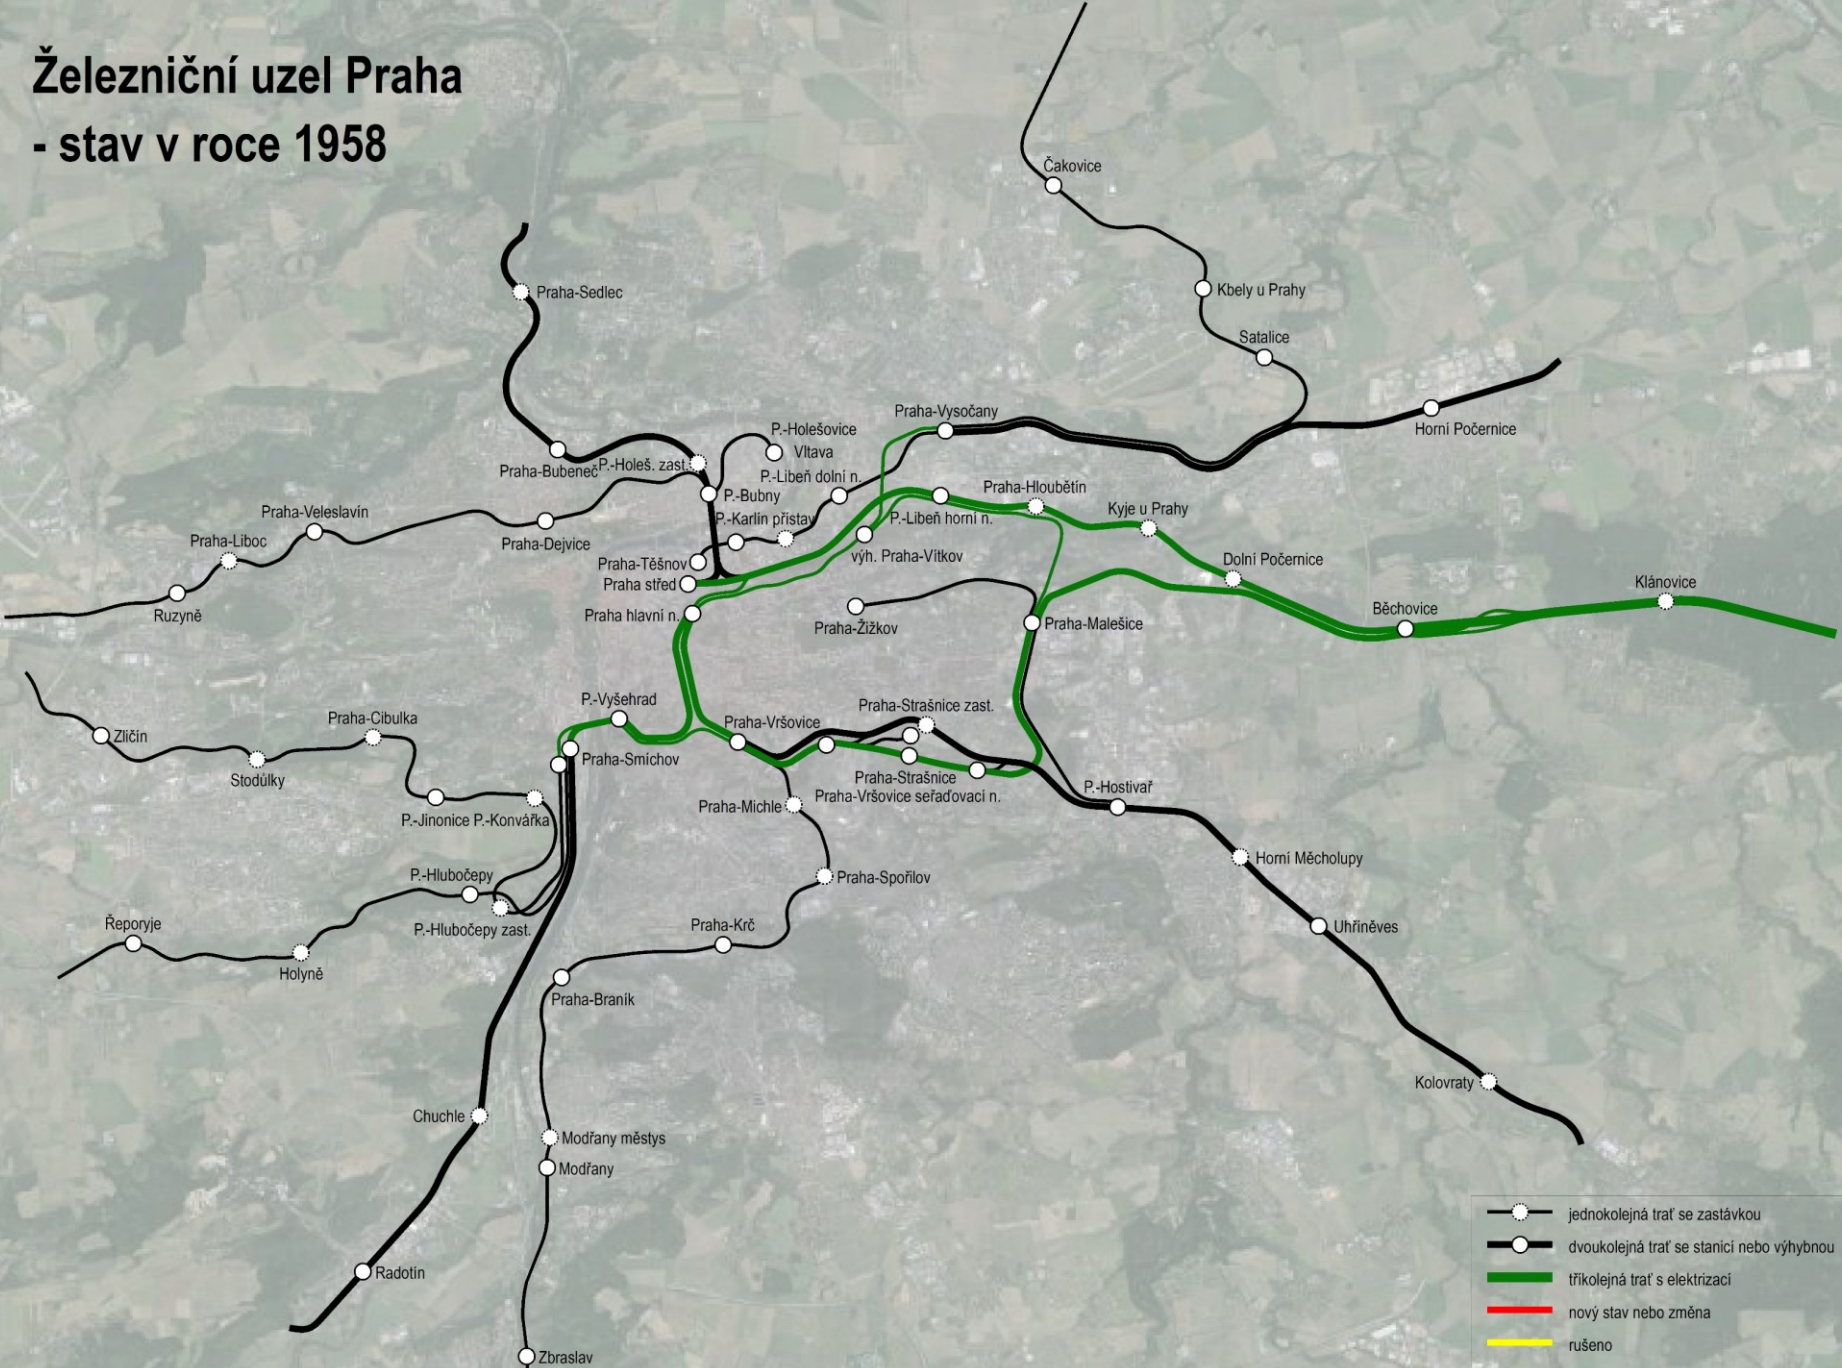 Železniční uzel Praha
- stav v roce 1958
Čakovice
Praha-Sedlec
Kbely u Prahy
Satalice
Praha-Vysočany
Horní Počernice
P.-Holešovice
Vltava
Praha-Bubeneč
P.-Holeš. zast.
P.-Libeň dolní n.
P.-Bubny
Praha-Hloubětín
Praha-Veleslavín
P.-Karlín přístav
P.-Libeň horní n.
Kyje u Prahy
Praha-Liboc
Praha-Dejvice
výh. Praha-Vítkov
Praha-Těšnov
Dolní Počernice
Praha střed
Klánovice
Ruzyně
Praha hlavní n.
Praha-Žižkov
Praha-Malešice
Běchovice
P.-Vyšehrad
Praha-Strašnice zast.
Praha-Cibulka
Praha-Vršovice
Zličín
Praha-Smíchov
Stodůlky
Praha-Strašnice
P.-Hostivař
Praha-Vršovice seřaďovací n.
Praha-Michle
P.-Jinonice
P.-Konvářka
Horní Měcholupy
P.-Hlubočepy
Praha-Spořilov
Řeporyje
P.-Hlubočepy zast.
Praha-Krč
Uhříněves
Holyně
Praha-Braník
Kolovraty
Chuchle
Modřany městys
Modřany
Radotín
Zbraslav
jednokolejná trať se zastávkou
dvoukolejná trať se stanicí nebo výhybnou
tříkolejná trať s elektrizací
nový stav nebo změna
rušeno